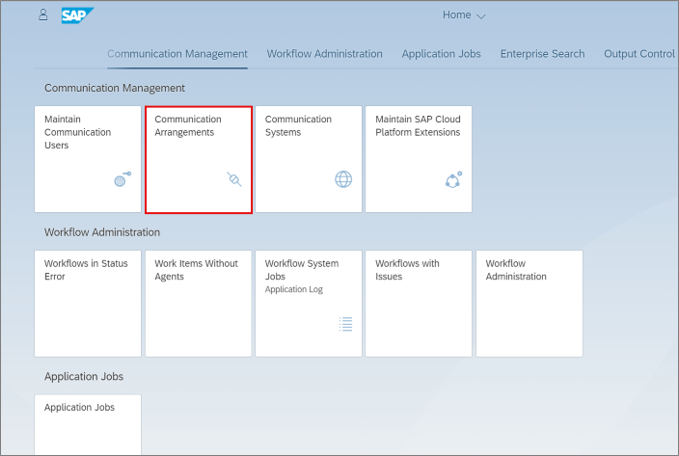 SAP Home
Communication Management Workflow Administration Application Jobs Enterprise Search Output Control
Communication Management
Maintain
Communication
Users
Communication
Arrangements
Communication
Systems
Maintain SAP Cloud
Platform Extensions
Workflow Administration
Workflows in Status
Error
Work Items Without
Agents
Workflow System
Jobs
Application Log
Workflows with
Issues
Workflow
Administration
Application Jobs
Application Jobs